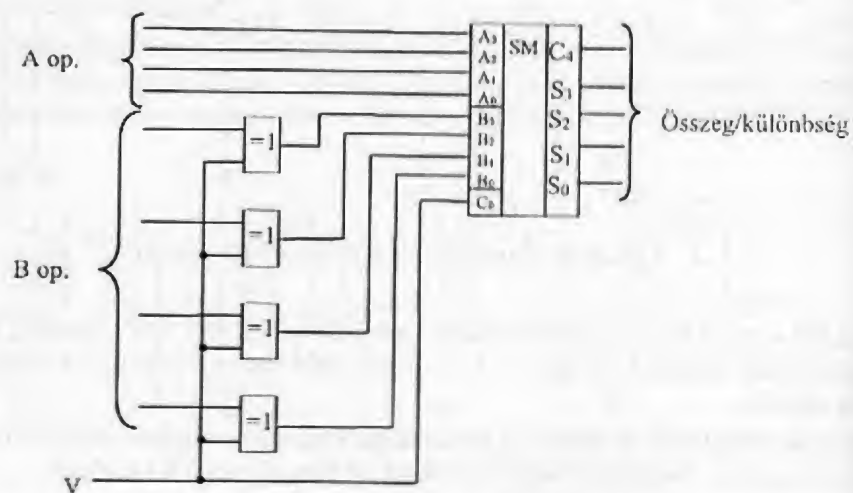 A op.
B op.
V
=1
=1
=1
=1
A₃
A₂
A₁
A₀
B₃
B₂
B₁
B₀
C₀
SM
C₄
S₃
S₂
S₁
S₀
Összeg/különbség